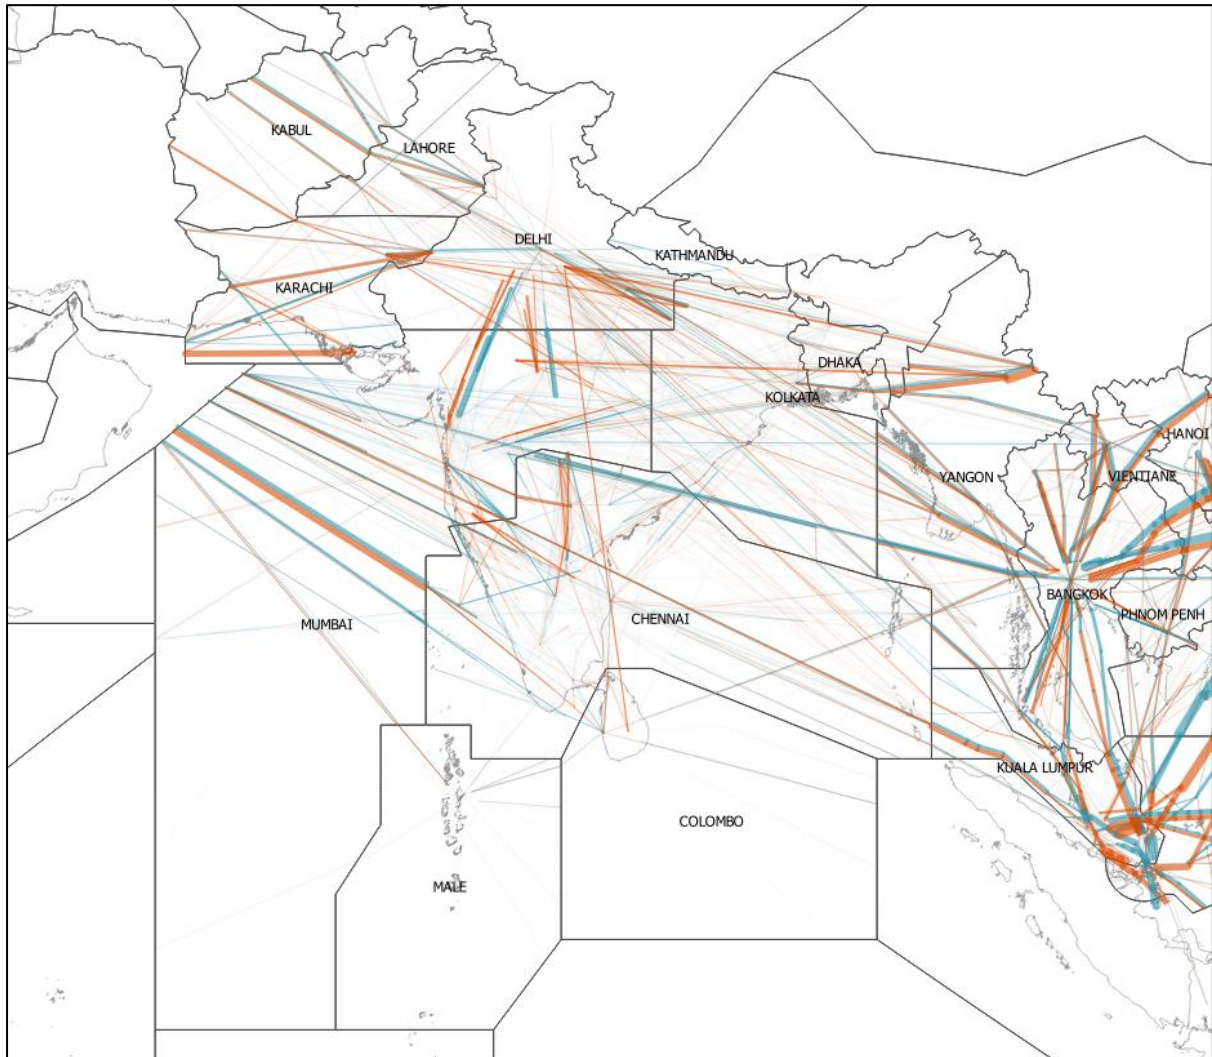 KABUL
LAHORE
DELHI
KATHMANDU
KARACHI
DHAKA
KOLKATA
HANOI
YANGON
VIENTIANE
BANGKOK
PHNOM PENH
MUMBAI
CHENNAI
KUALA LUMPUR
COLOMBO
MALE